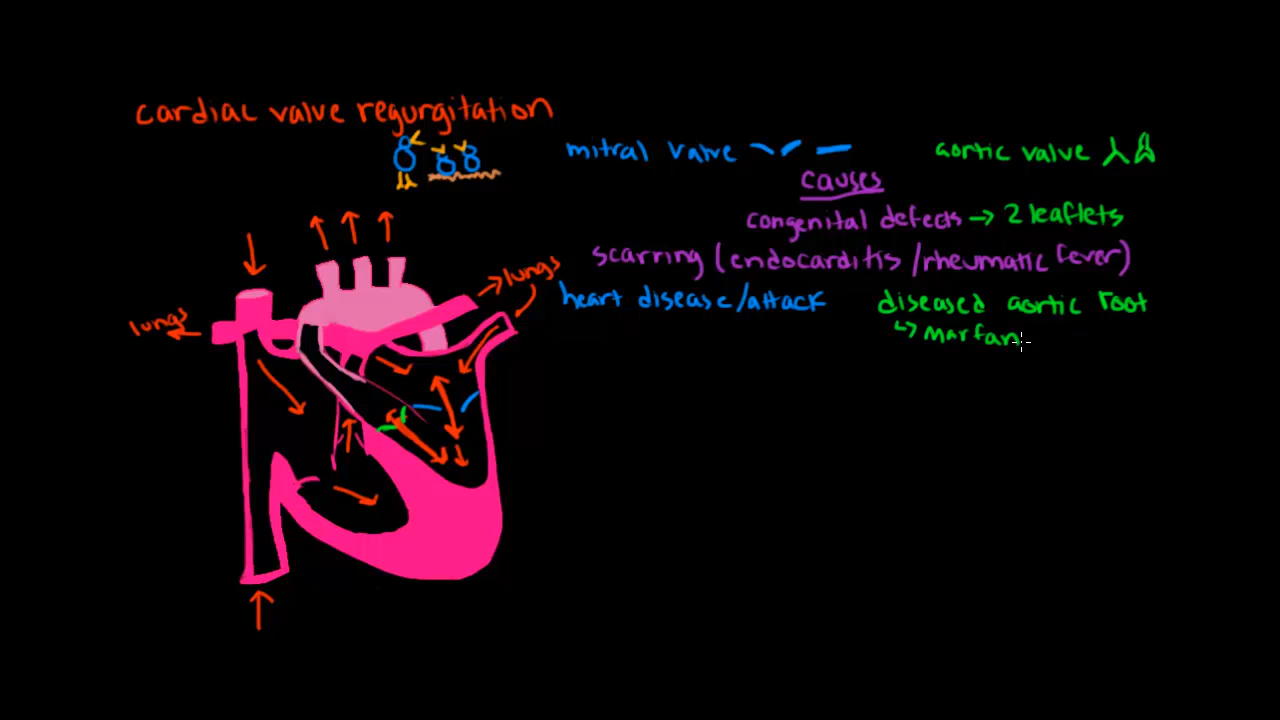 cardiac valve regurgitation
mitral valve
aortic valve
causes
congenital defects → 2 leaflets
scarring (endocarditis/rheumatic fever)
heart disease/attack
diseased aortic root
↳ marfan
lungs
lungs